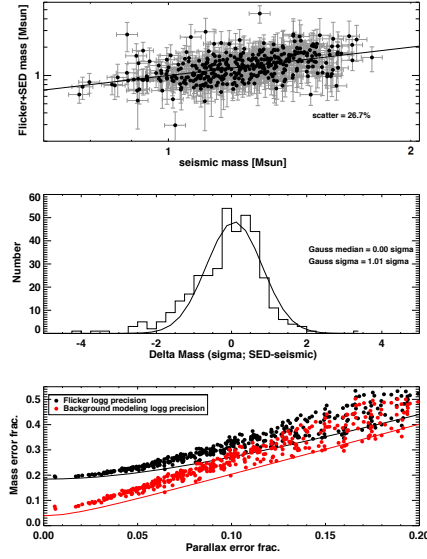 Flicker+SED mass [Msun]
1
scatter = 26.7%
1
2
seismic mass [Msun]
Number
60
50
40
30
20
10
0
Gauss median = 0.00 sigma
Gauss sigma = 1.01 sigma
-4
-2
0
2
4
Delta Mass (sigma; SED-seismic)
Mass error frac.
0.5
0.4
0.3
0.2
0.1
0.0
Flicker logg precision
Background modeling logg precision
0.00
0.05
0.10
0.15
0.20
Parallax error frac.